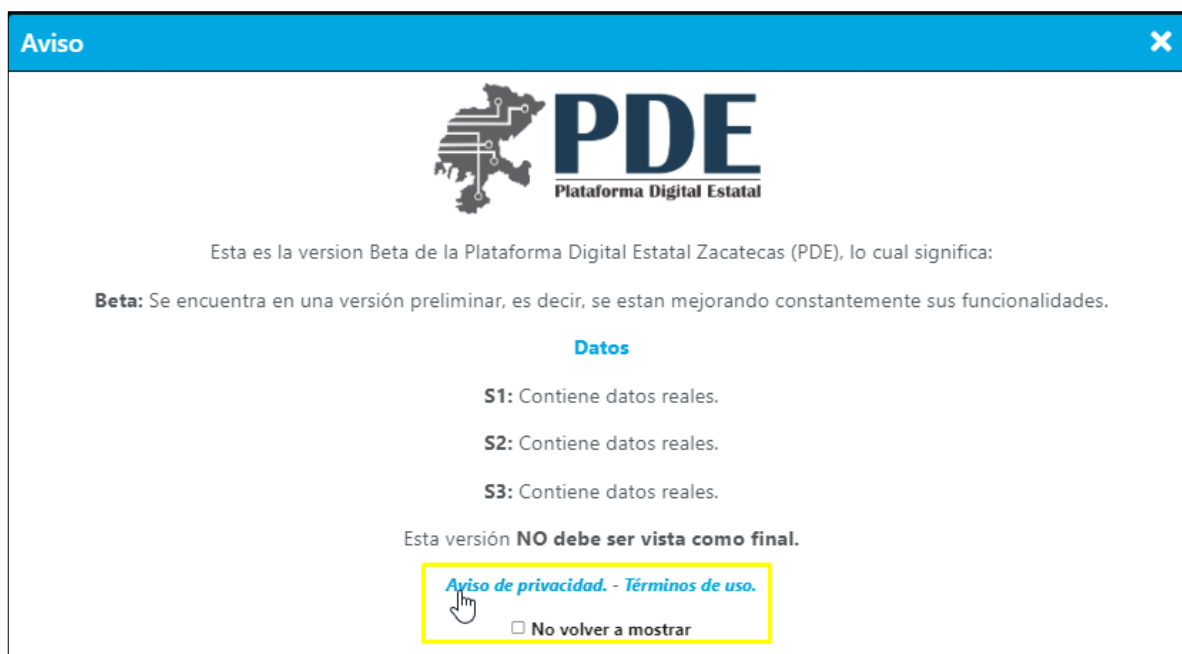 Aviso
PDE
Plataforma Digital Estatal
Esta es la version Beta de la Plataforma Digital Estatal Zacatecas (PDE), lo cual significa:
Beta: Se encuentra en una versión preliminar, es decir, se estan mejorando constantemente sus funcionalidades.
Datos
S1: Contiene datos reales.
S2: Contiene datos reales.
S3: Contiene datos reales.
Esta versión NO debe ser vista como final.
Aviso de privacidad. - Términos de uso.
No volver a mostrar